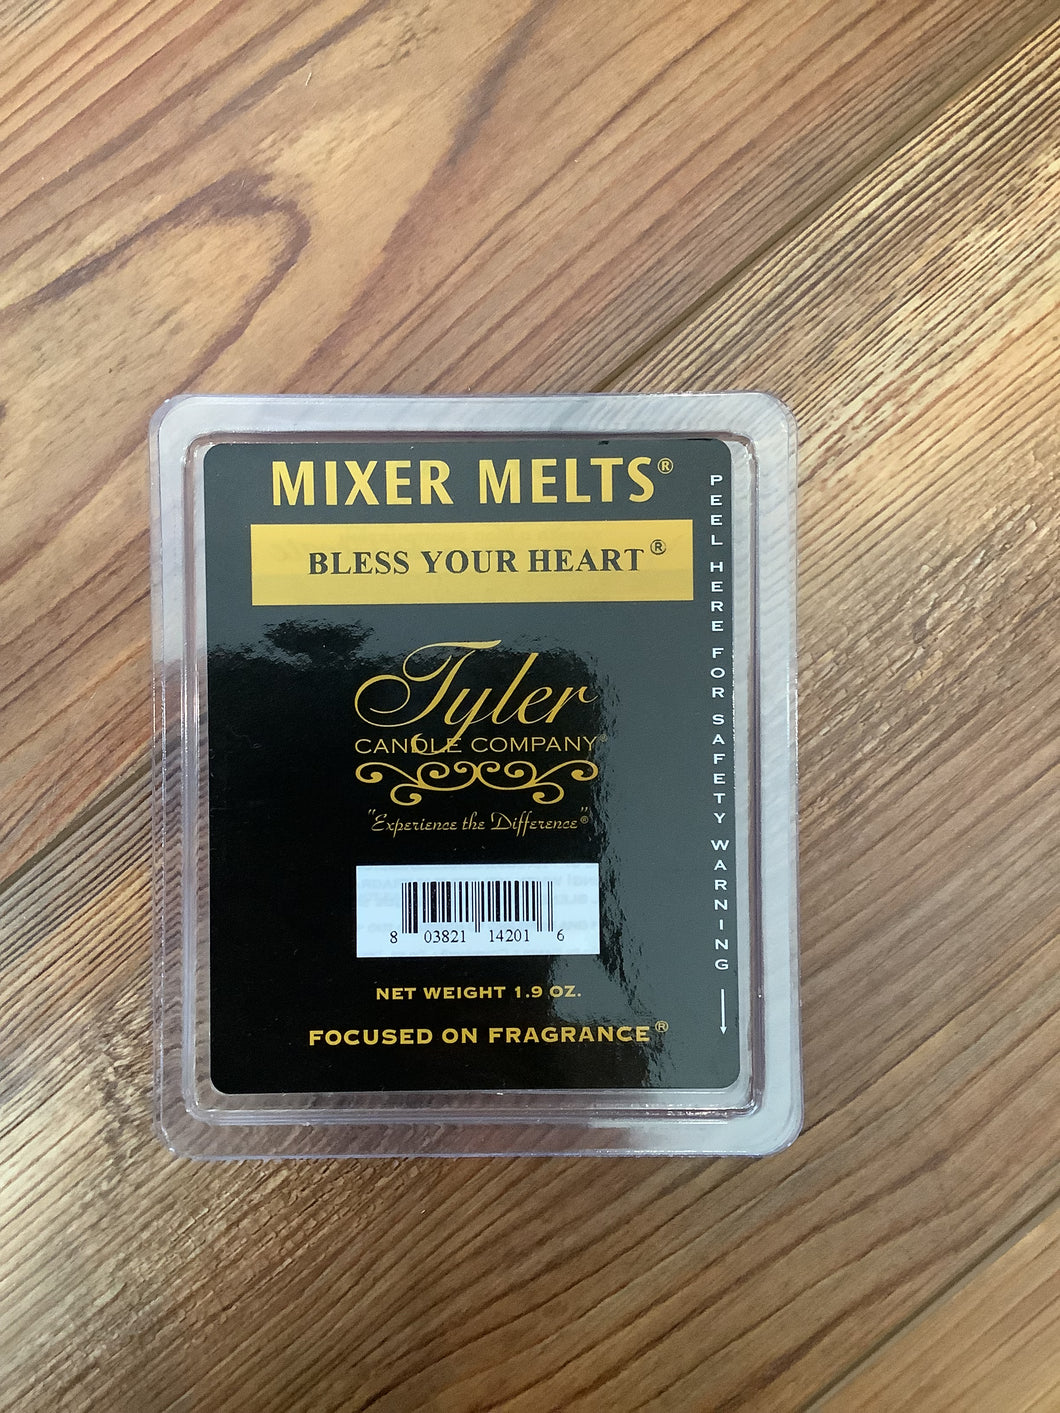 MIXER MELTS®
BLESS YOUR HEART®
Tyler
CANDLE COMPANY®
"Experience the Difference"®
8 03821 14201 6
NET WEIGHT 1.9 OZ.
FOCUSED ON FRAGRANCE®
PEEL HERE FOR SAFETY WARNING